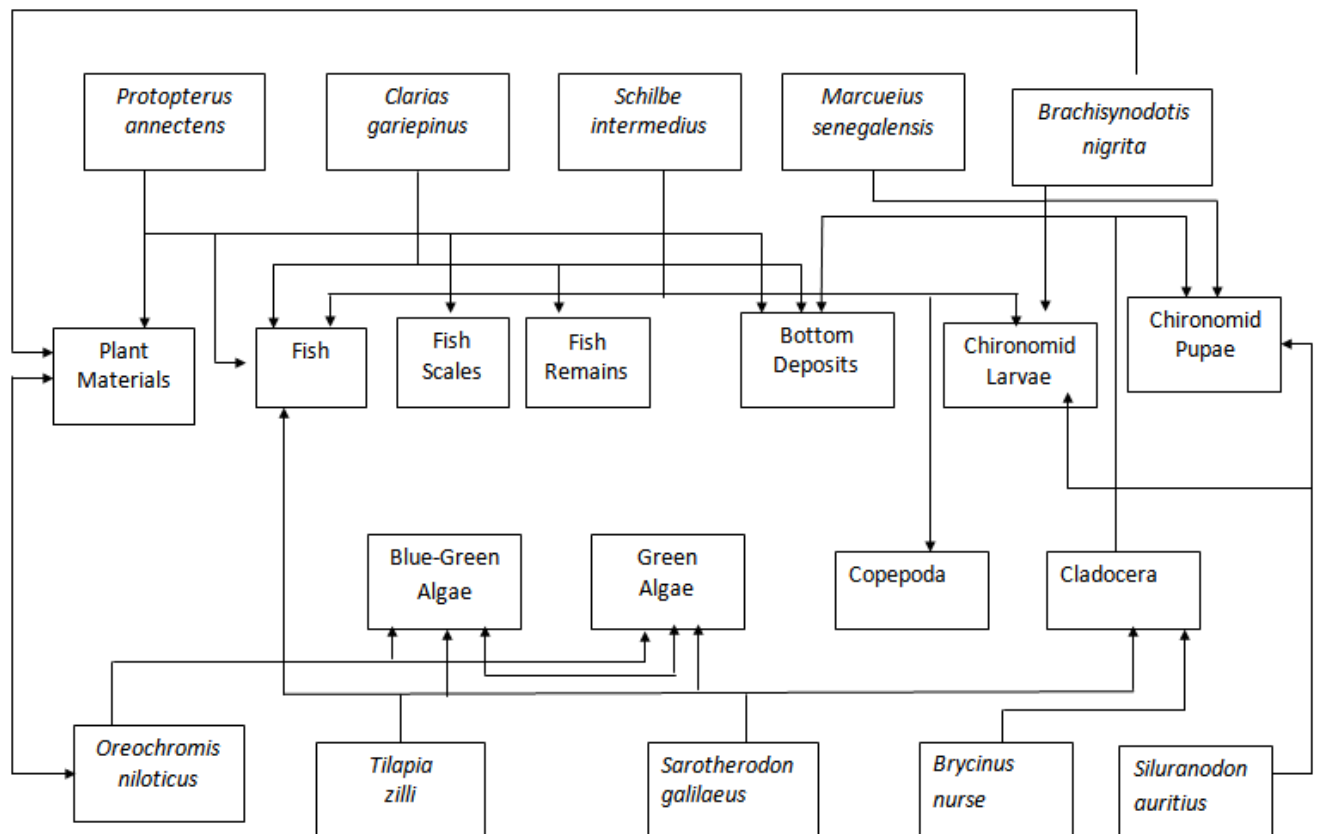 Protopterus
annectens
Clarias
gariepinus
Schilbe
intermedius
Marcueius
senegalensis
Brachisynodotis
nigrita
Plant
Materials
Fish
Fish
Scales
Fish
Remains
Bottom
Deposits
Chironomid
Larvae
Chironomid
Pupae
Blue-Green
Algae
Green
Algae
Copepoda
Cladocera
Oreochromis
niloticus
Tilapia
zilli
Sarotherodon
galilaeus
Brycinus
nurse
Siluranodon
auritius